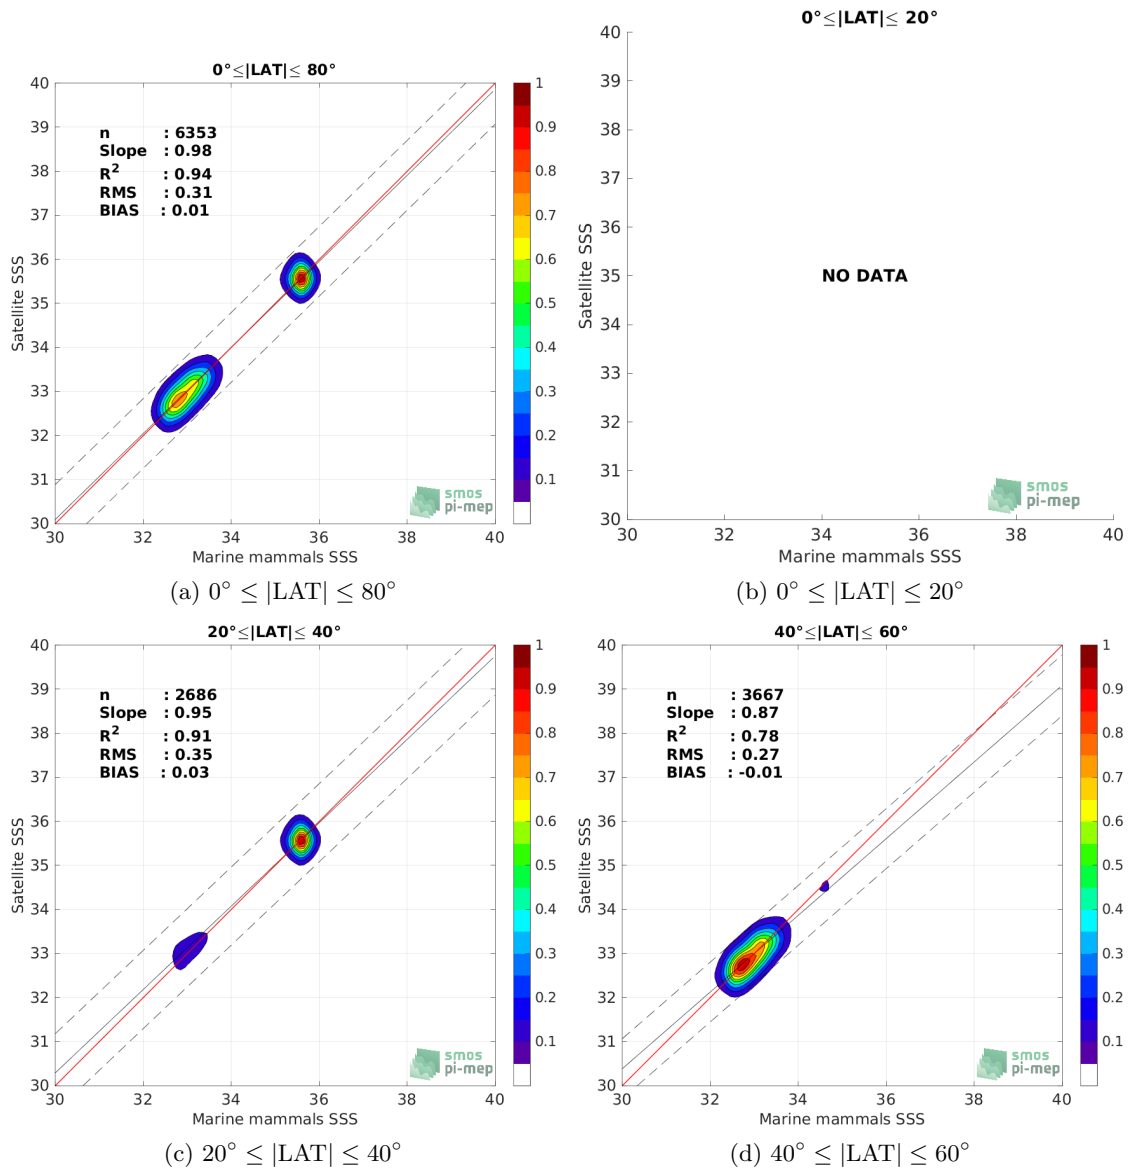 0°≤|LAT|≤ 80°
40
39
38
37
36
35
34
33
32
31
30
Satellite SSS
n : 6353
Slope : 0.98
R² : 0.94
RMS : 0.31
BIAS : 0.01
smos
pi-mep
30 32 34 36 38 40
Marine mammals SSS
1
0.9
0.8
0.7
0.6
0.5
0.4
0.3
0.2
0.1
(a) 0° ≤ |LAT| ≤ 80°
0°≤|LAT|≤ 20°
40
39
38
37
36
35
34
33
32
31
30
Satellite SSS
NO DATA
smos
pi-mep
30 32 34 36 38 40
Marine mammals SSS
(b) 0° ≤ |LAT| ≤ 20°
20°≤|LAT|≤ 40°
40
39
38
37
36
35
34
33
32
31
30
Satellite SSS
n : 2686
Slope : 0.95
R² : 0.91
RMS : 0.35
BIAS : 0.03
smos
pi-mep
30 32 34 36 38 40
Marine mammals SSS
1
0.9
0.8
0.7
0.6
0.5
0.4
0.3
0.2
0.1
(c) 20° ≤ |LAT| ≤ 40°
40°≤|LAT|≤ 60°
40
39
38
37
36
35
34
33
32
31
30
Satellite SSS
n : 3667
Slope : 0.87
R² : 0.78
RMS : 0.27
BIAS : -0.01
smos
pi-mep
30 32 34 36 38 40
Marine mammals SSS
1
0.9
0.8
0.7
0.6
0.5
0.4
0.3
0.2
0.1
(d) 40° ≤ |LAT| ≤ 60°